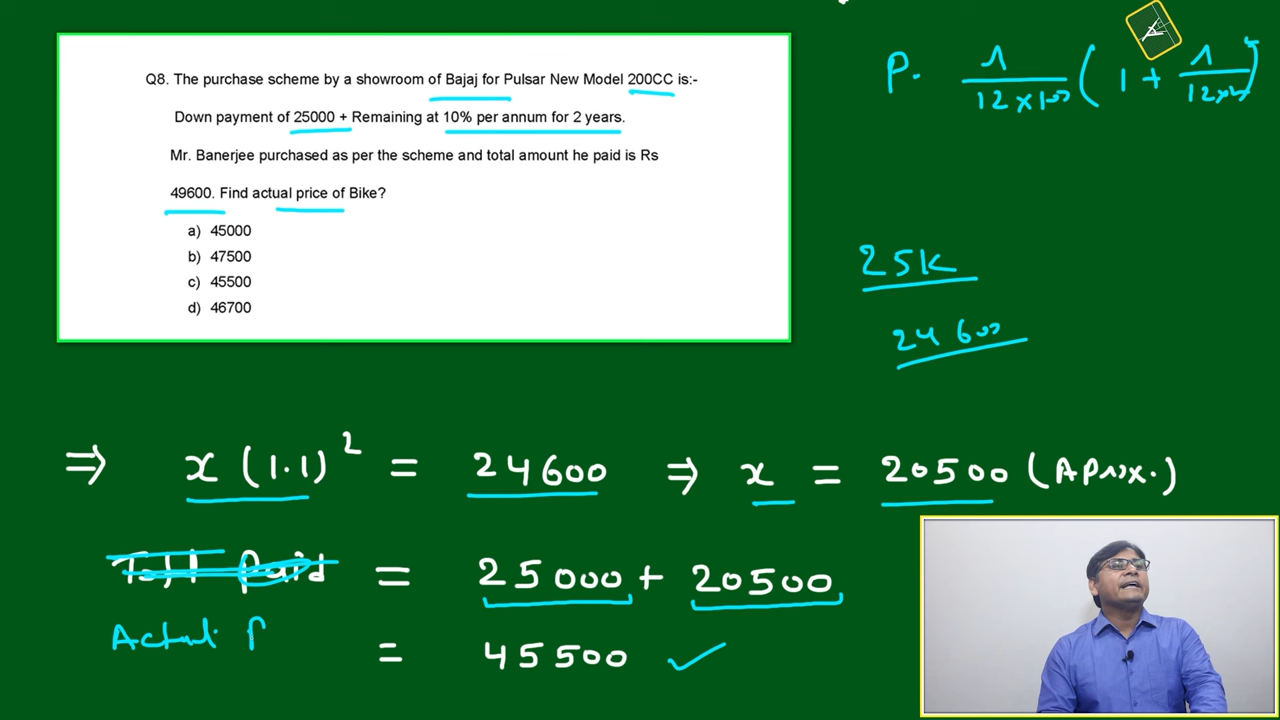 Q8. The purchase scheme by a showroom of Bajaj for Pulsar New Model 200CC is:-
Down payment of 25000 + Remaining at 10% per annum for 2 years.
Mr. Banerjee purchased as per the scheme and total amount he paid is Rs
49600. Find actual price of Bike?
a) 45000
b) 47500
c) 45500
d) 46700
25K
24600
⇒ x (1.1)² = 24600 ⇒ x = 20500 (Aprox.)
= 25000 + 20500
Actual P
= 45500 ✓